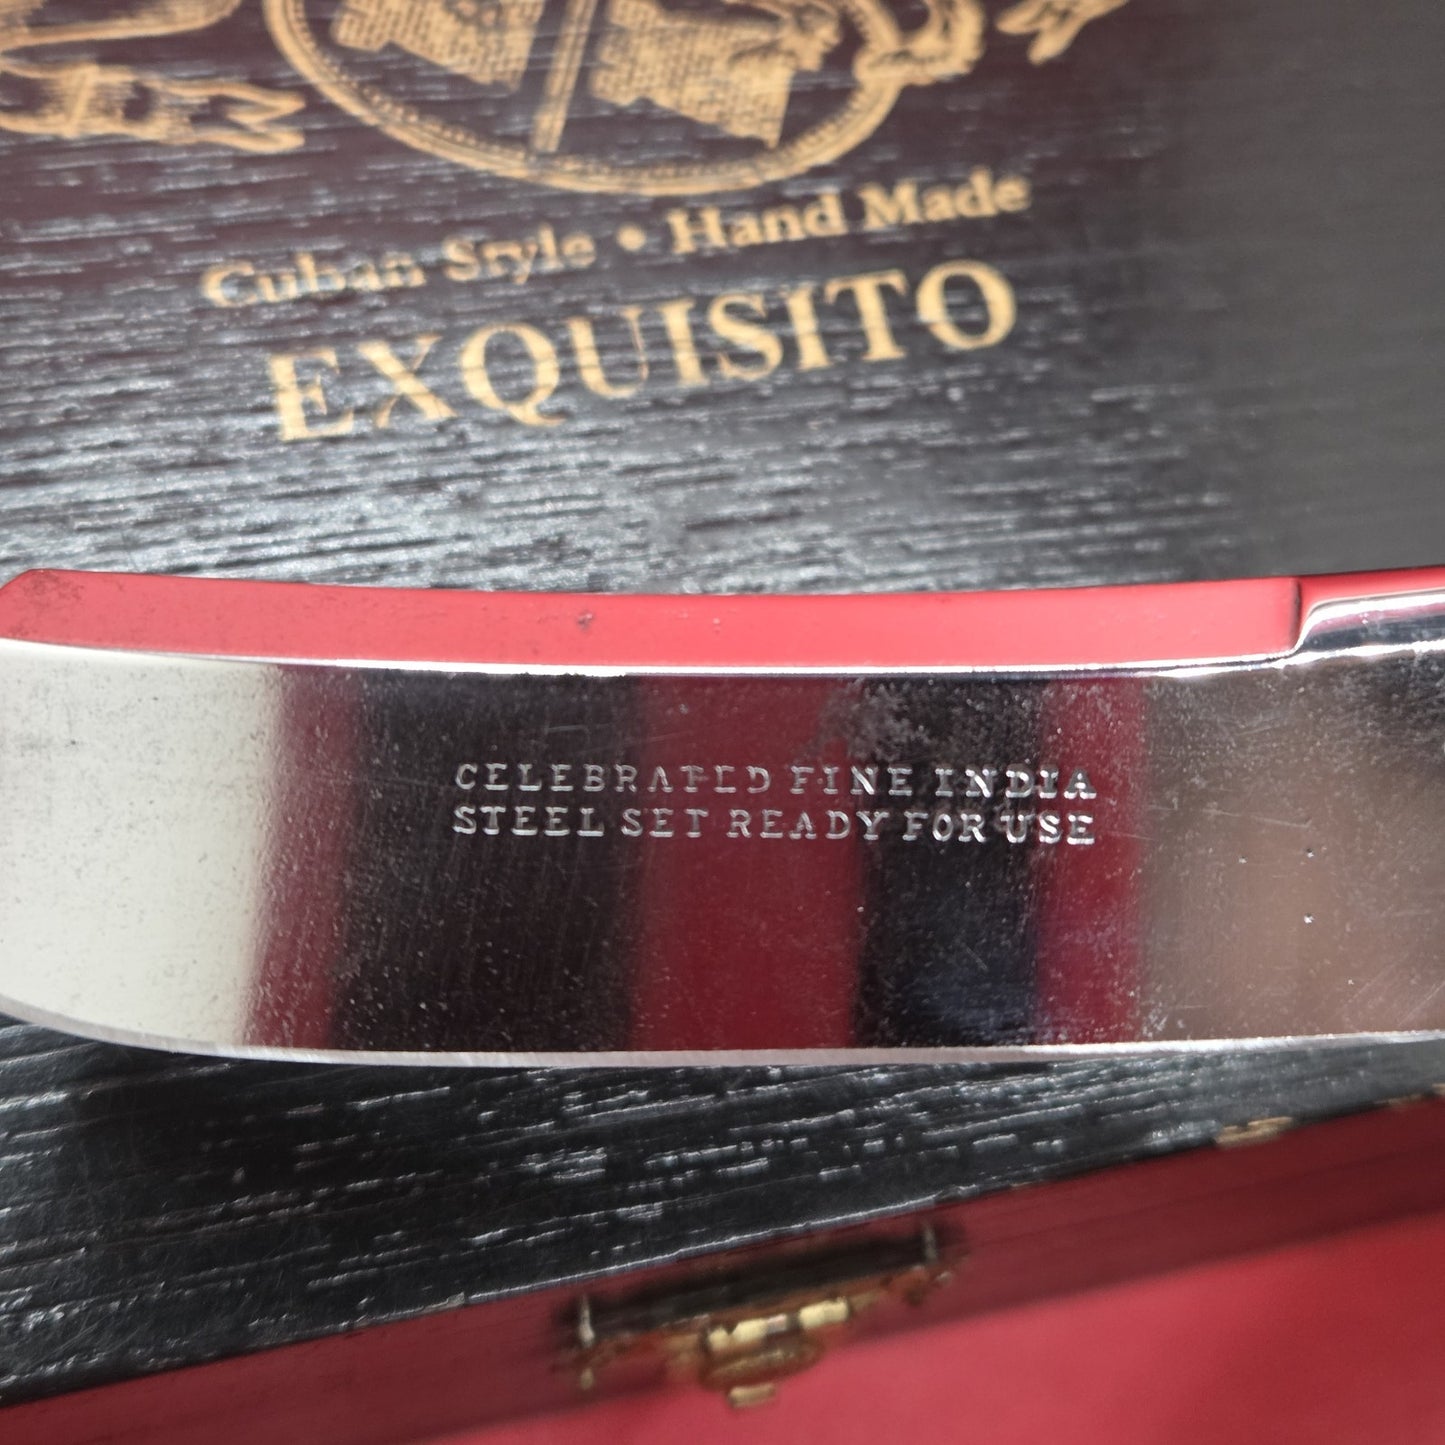 Cuban Style • Hand Made
EXQUISITO
CELEBRATED FINE INDIA
STEEL SET READY FOR USE